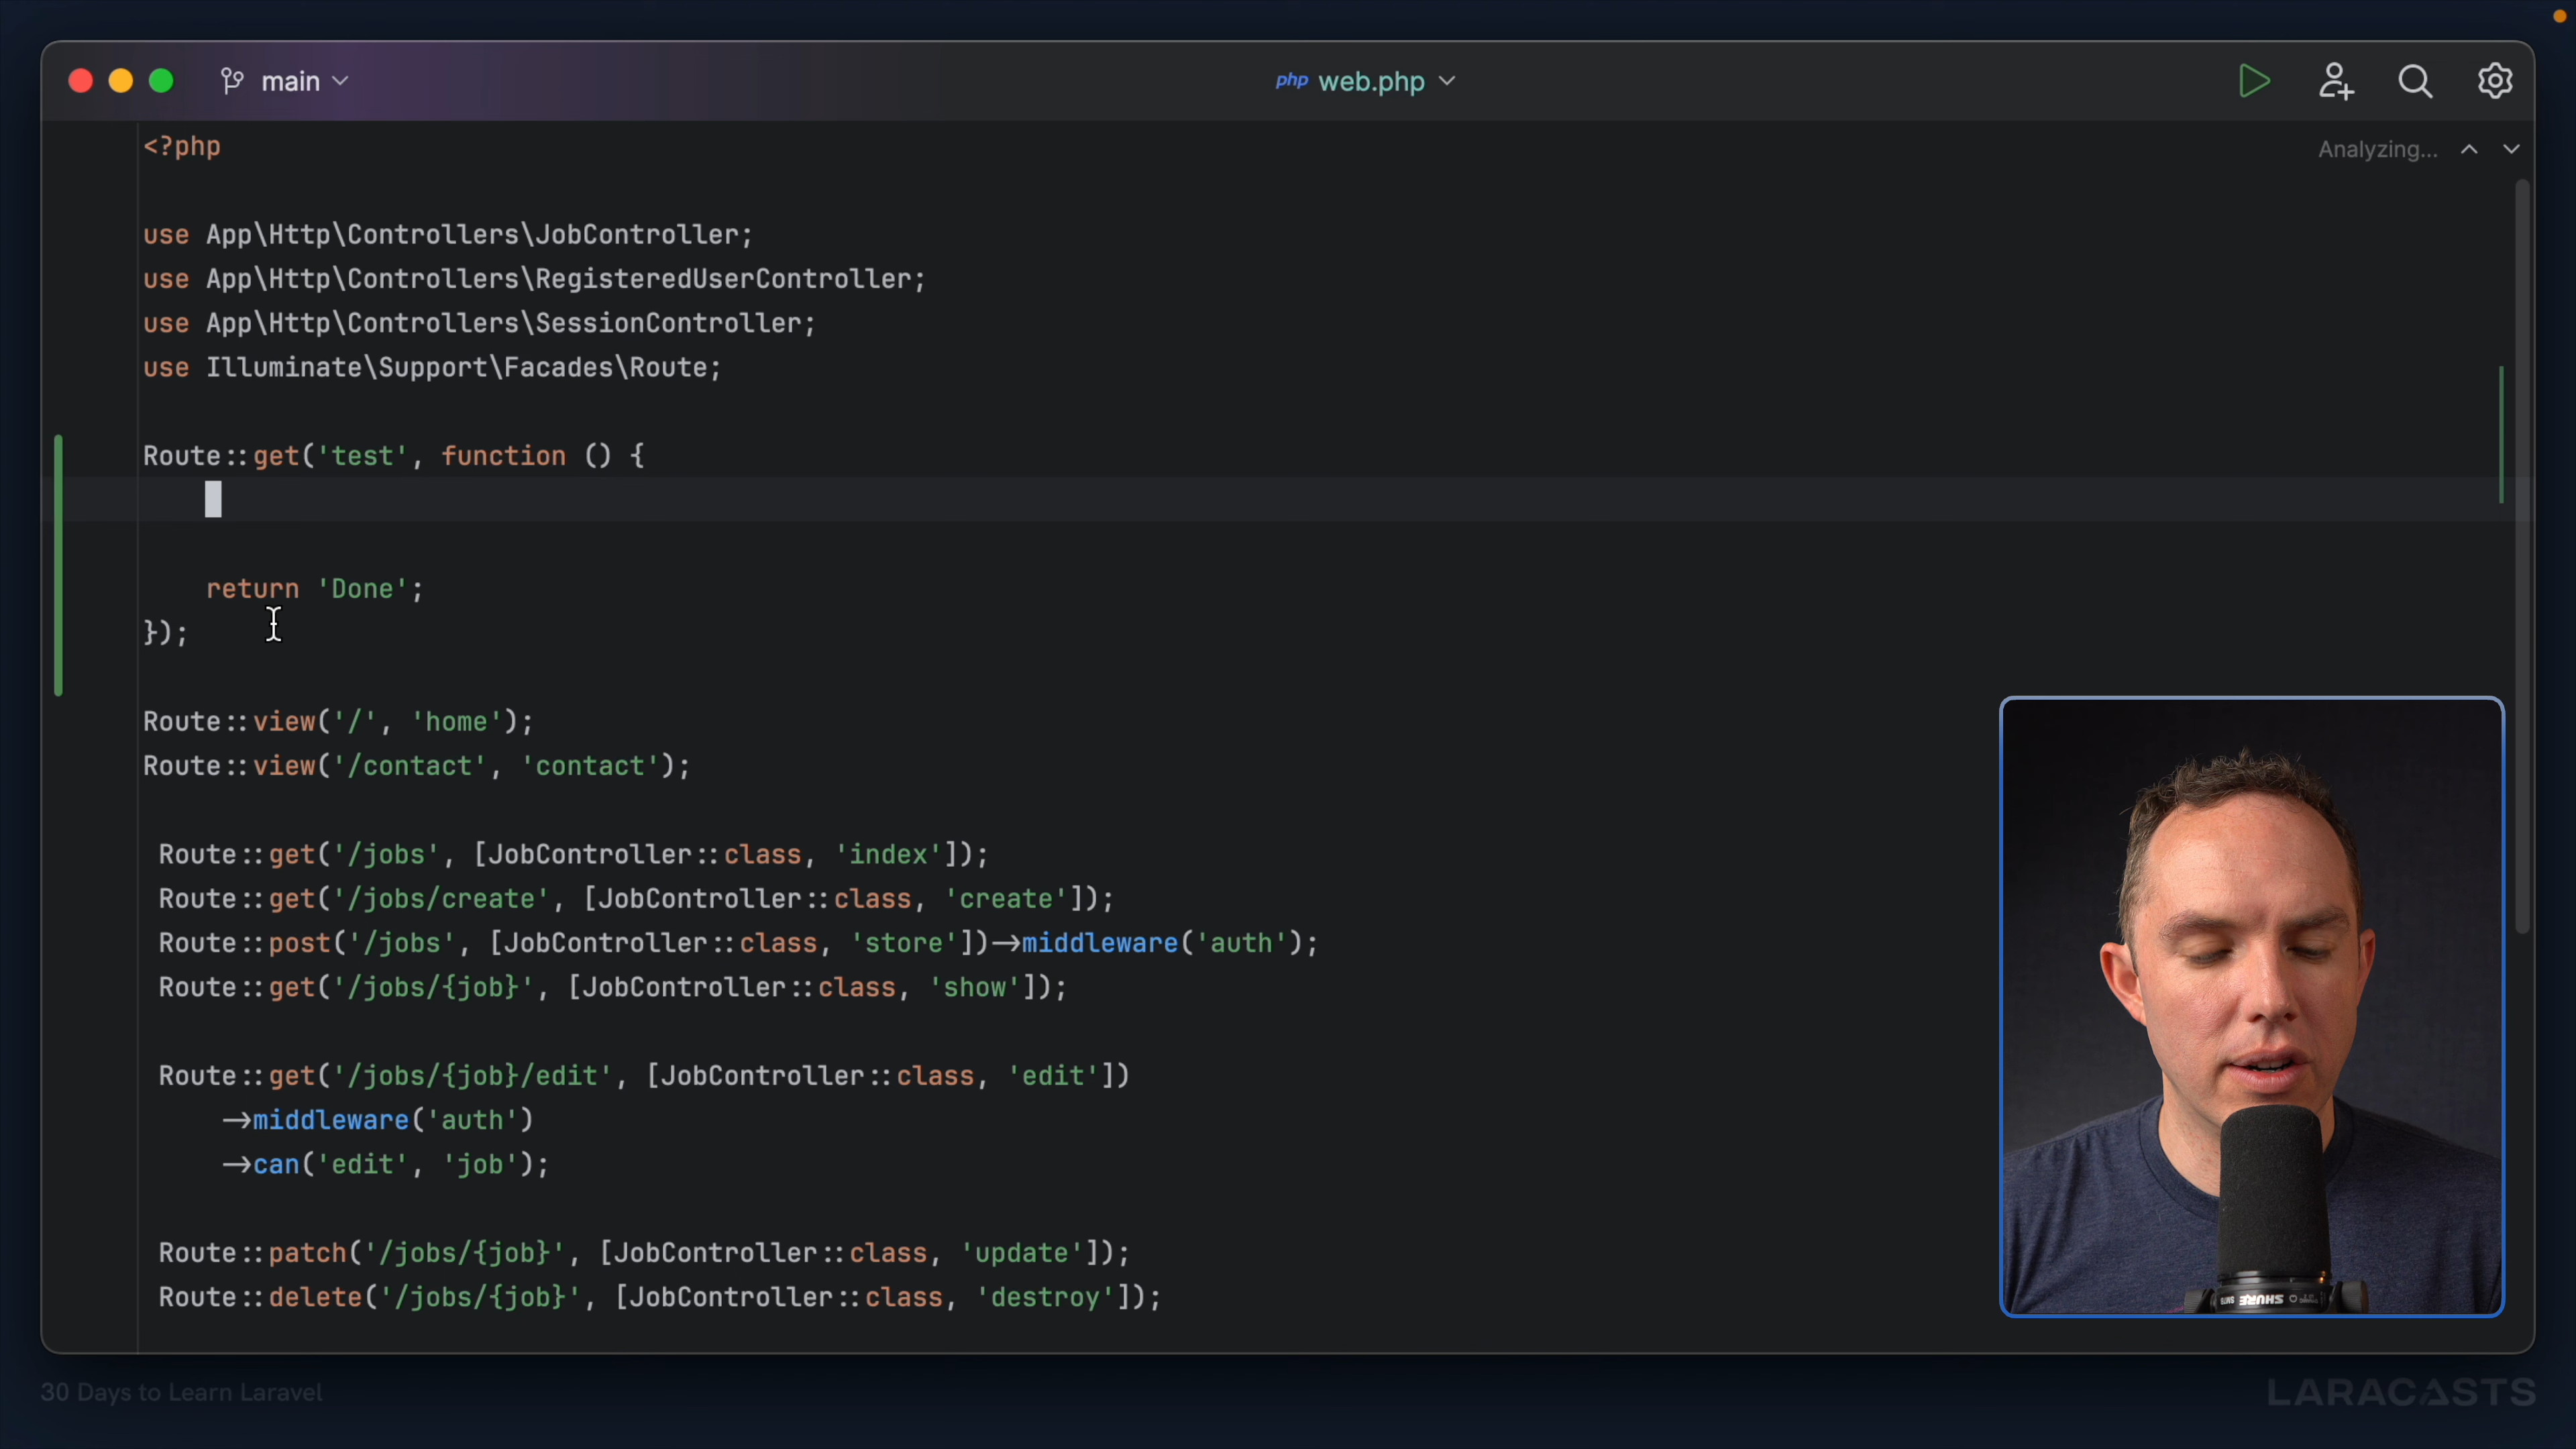 main
php web.php
Analyzing...
<?php
use App\Http\Controllers\JobController;
use App\Http\Controllers\RegisteredUserController;
use App\Http\Controllers\SessionController;
use Illuminate\Support\Facades\Route;
Route::get('test', function () {
return 'Done';
});
Route::view('/', 'home');
Route::view('/contact', 'contact');
Route::get('/jobs', [JobController::class, 'index']);
Route::get('/jobs/create', [JobController::class, 'create']);
Route::post('/jobs', [JobController::class, 'store'])->middleware('auth');
Route::get('/jobs/{job}', [JobController::class, 'show']);
Route::get('/jobs/{job}/edit', [JobController::class, 'edit'])
->middleware('auth')
->can('edit', 'job');
Route::patch('/jobs/{job}', [JobController::class, 'update']);
Route::delete('/jobs/{job}', [JobController::class, 'destroy']);
SHURE
30 Days to Learn Laravel
LARACASTS